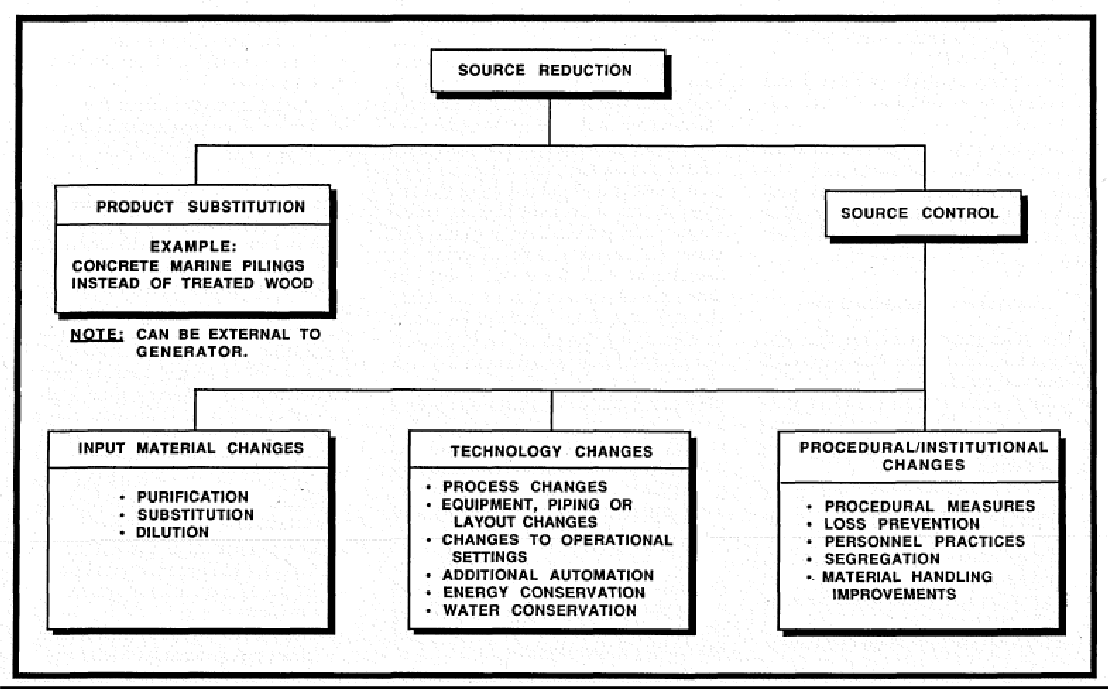 SOURCE REDUCTION
PRODUCT SUBSTITUTION
EXAMPLE:
CONCRETE MARINE PILINGS
INSTEAD OF TREATED WOOD
NOTE: CAN BE EXTERNAL TO
GENERATOR.
SOURCE CONTROL
INPUT MATERIAL CHANGES
• PURIFICATION
• SUBSTITUTION
• DILUTION
TECHNOLOGY CHANGES
• PROCESS CHANGES
• EQUIPMENT, PIPING OR
LAYOUT CHANGES
• CHANGES TO OPERATIONAL
SETTINGS
• ADDITIONAL AUTOMATION
• ENERGY CONSERVATION
• WATER CONSERVATION
PROCEDURAL/INSTITUTIONAL
CHANGES
• PROCEDURAL MEASURES
• LOSS PREVENTION
• PERSONNEL PRACTICES
• SEGREGATION
• MATERIAL HANDLING
IMPROVEMENTS